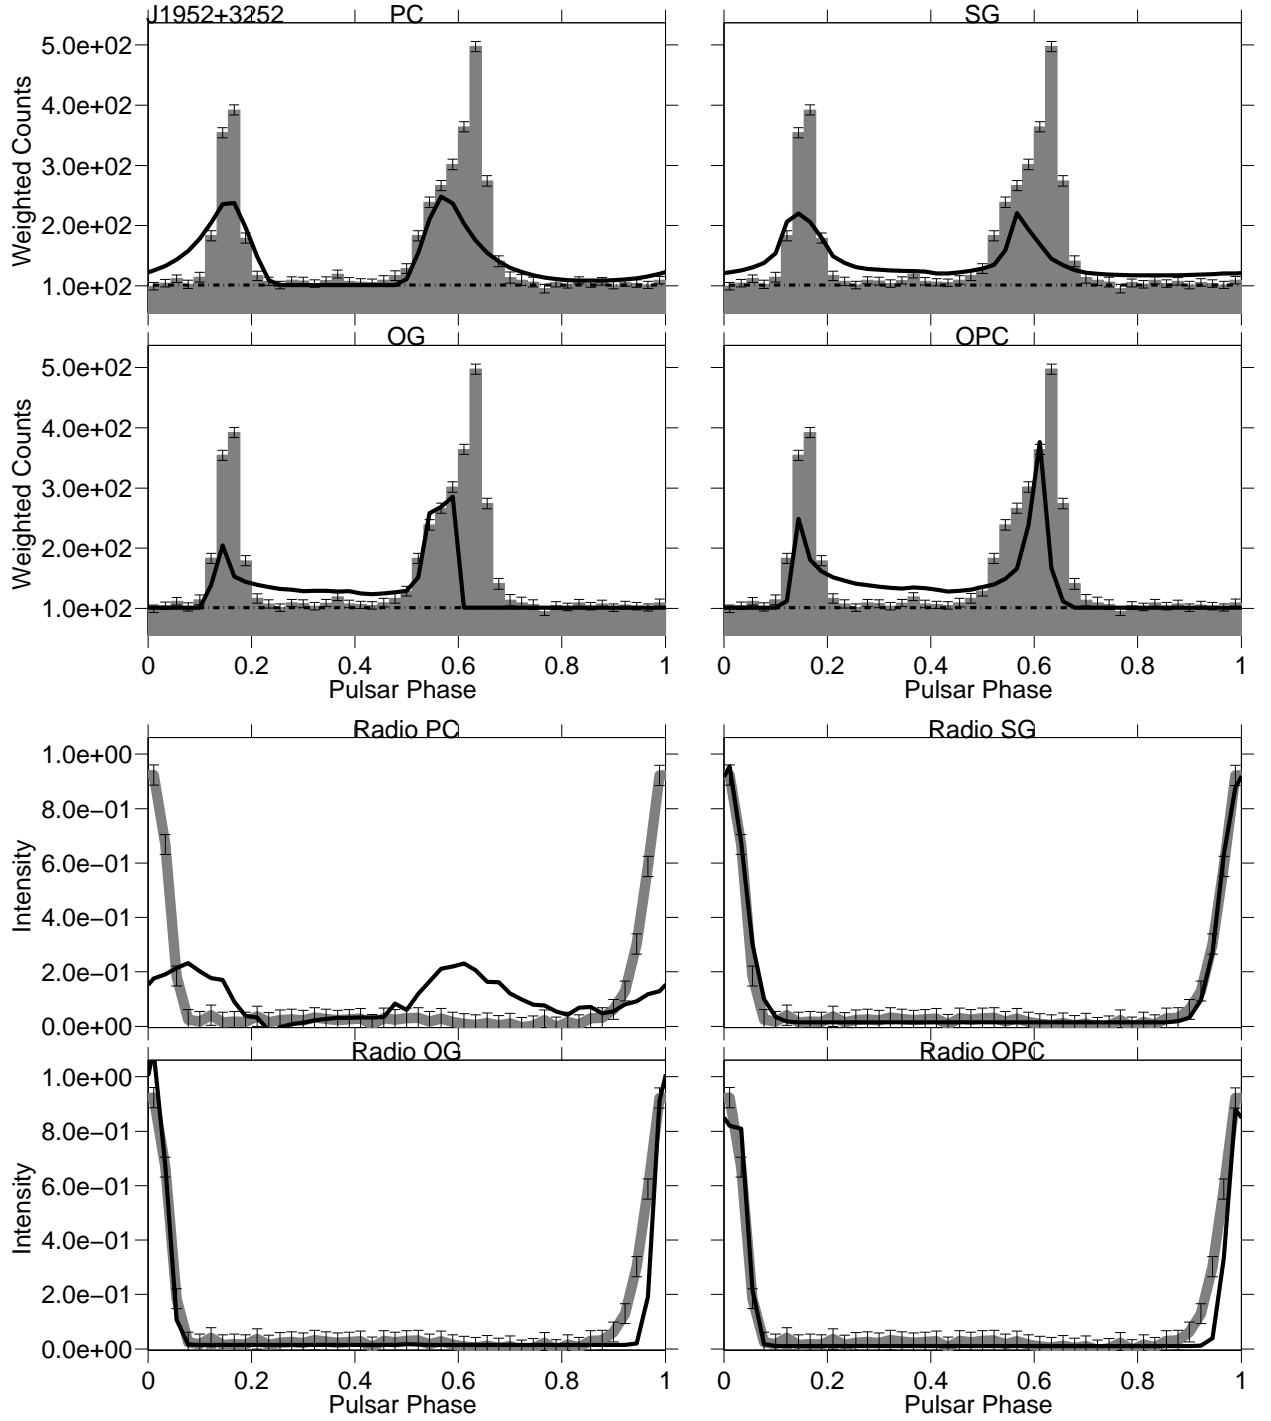 J1952+3252 PC SG
5.0e+02
4.0e+02
3.0e+02
2.0e+02
1.0e+02
Weighted Counts
Weighted Counts
OG OPC
5.0e+02
4.0e+02
3.0e+02
2.0e+02
1.0e+02
Weighted Counts
Weighted Counts
0 0.2 0.4 0.6 0.8 1
0 0.2 0.4 0.6 0.8 1
Pulsar Phase Pulsar Phase
Radio PC Radio SG
1.0e+00
8.0e−01
6.0e−01
4.0e−01
2.0e−01
0.0e+00
Intensity
Intensity
Radio OG Radio OPC
1.0e+00
8.0e−01
6.0e−01
4.0e−01
2.0e−01
0.0e+00
Intensity
Intensity
0 0.2 0.4 0.6 0.8 1
0 0.2 0.4 0.6 0.8 1
Pulsar Phase Pulsar Phase